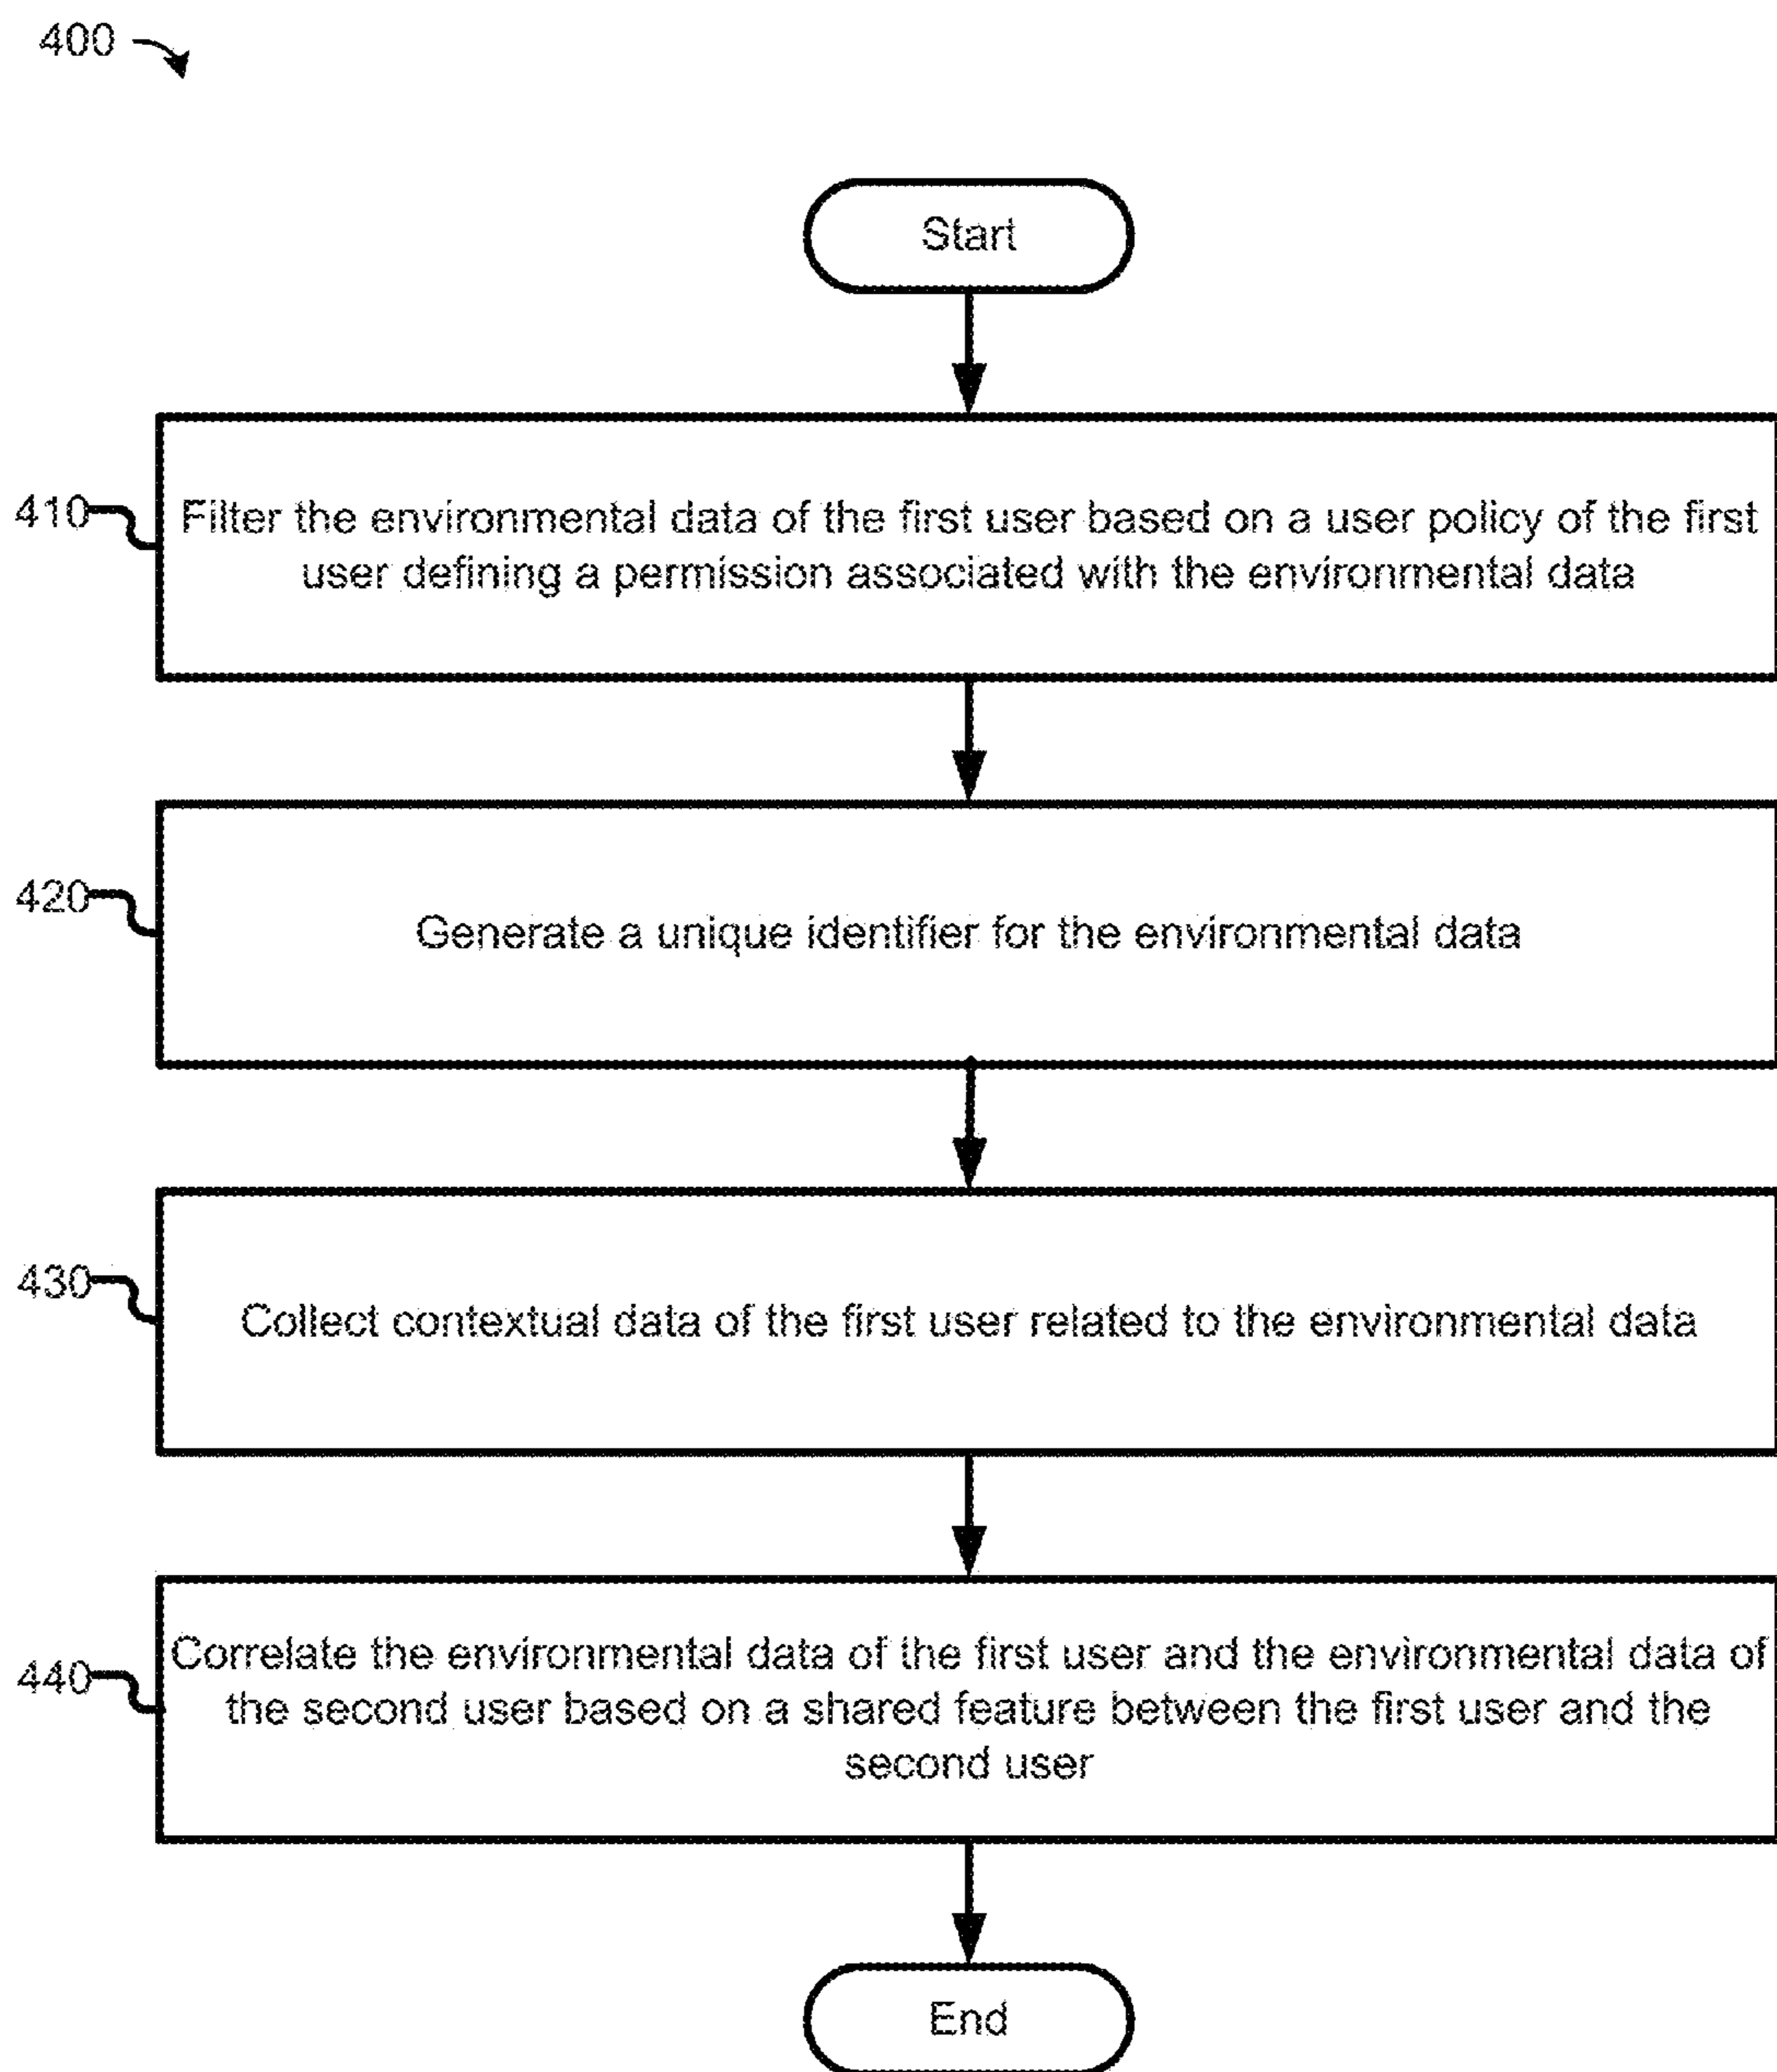 400
Start
410
Filter the environmental data of the first user based on a user policy of the first
user defining a permission associated with the environmental data
420
Generate a unique identifier for the environmental data
430
Collect contextual data of the first user related to the environmental data
440
Correlate the environmental data of the first user and the environmental data of
the second user based on a shared feature between the first user and the
second user
End